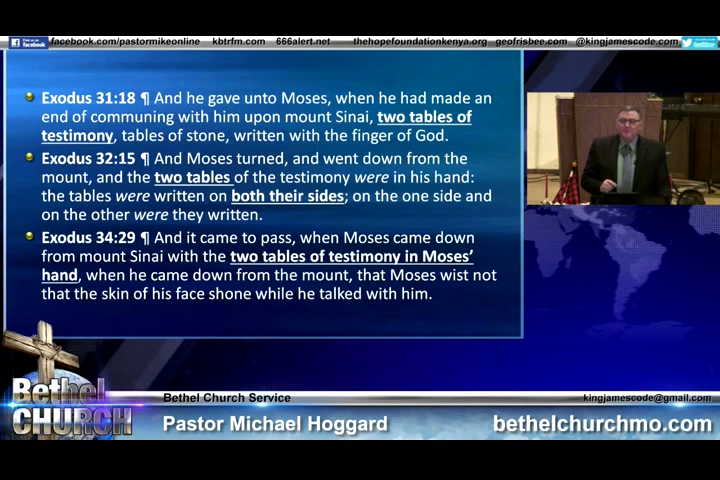 Find us on facebook facebook.com/pastormikeonline kbtrfm.com 666alert.net thehopefoundationkenya.org geofrisbee.com @kingjamescode.com
Exodus 31:18 ¶ And he gave unto Moses, when he had made an
end of communing with him upon mount Sinai, two tables of
testimony, tables of stone, written with the finger of God.
Exodus 32:15 ¶ And Moses turned, and went down from the
mount, and the two tables of the testimony were in his hand:
the tables were written on both their sides; on the one side and
on the other were they written.
Exodus 34:29 ¶ And it came to pass, when Moses came down
from mount Sinai with the two tables of testimony in Moses'
hand, when he came down from the mount, that Moses wist not
that the skin of his face shone while he talked with him.
Bethel
CHURCH
Bethel Church Service kingjamescode@gmail.com
Pastor Michael Hoggard bethelchurchmo.com